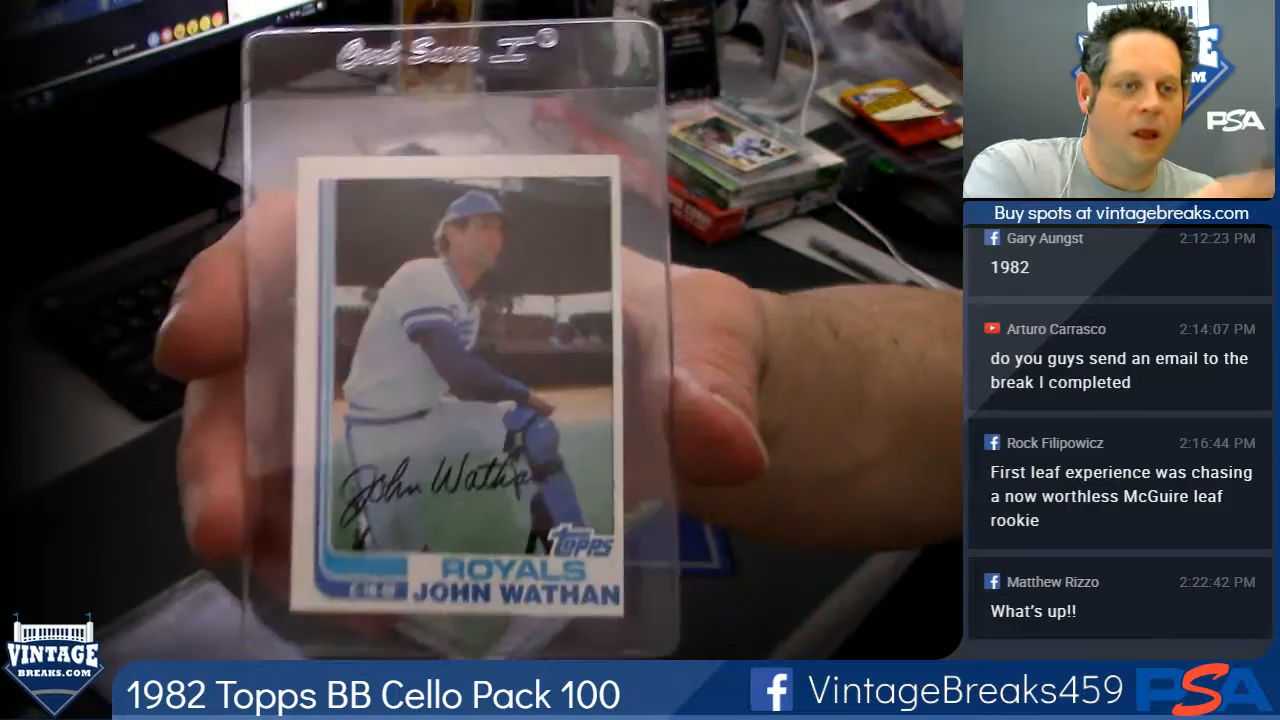 Card Saver I®
John Wathan
Topps
ROYALS
C-1B-OF JOHN WATHAN
PSA
Buy spots at vintagebreaks.com
Gary Aungst 2:12:23 PM
1982
Arturo Carrasco 2:14:07 PM
do you guys send an email to the
break I completed
Rock Filipowicz 2:16:44 PM
First leaf experience was chasing
a now worthless McGuire leaf
rookie
Matthew Rizzo 2:22:42 PM
What's up!!
VINTAGE
BREAKS.COM
1982 Topps BB Cello Pack 100
VintageBreaks459
PSA